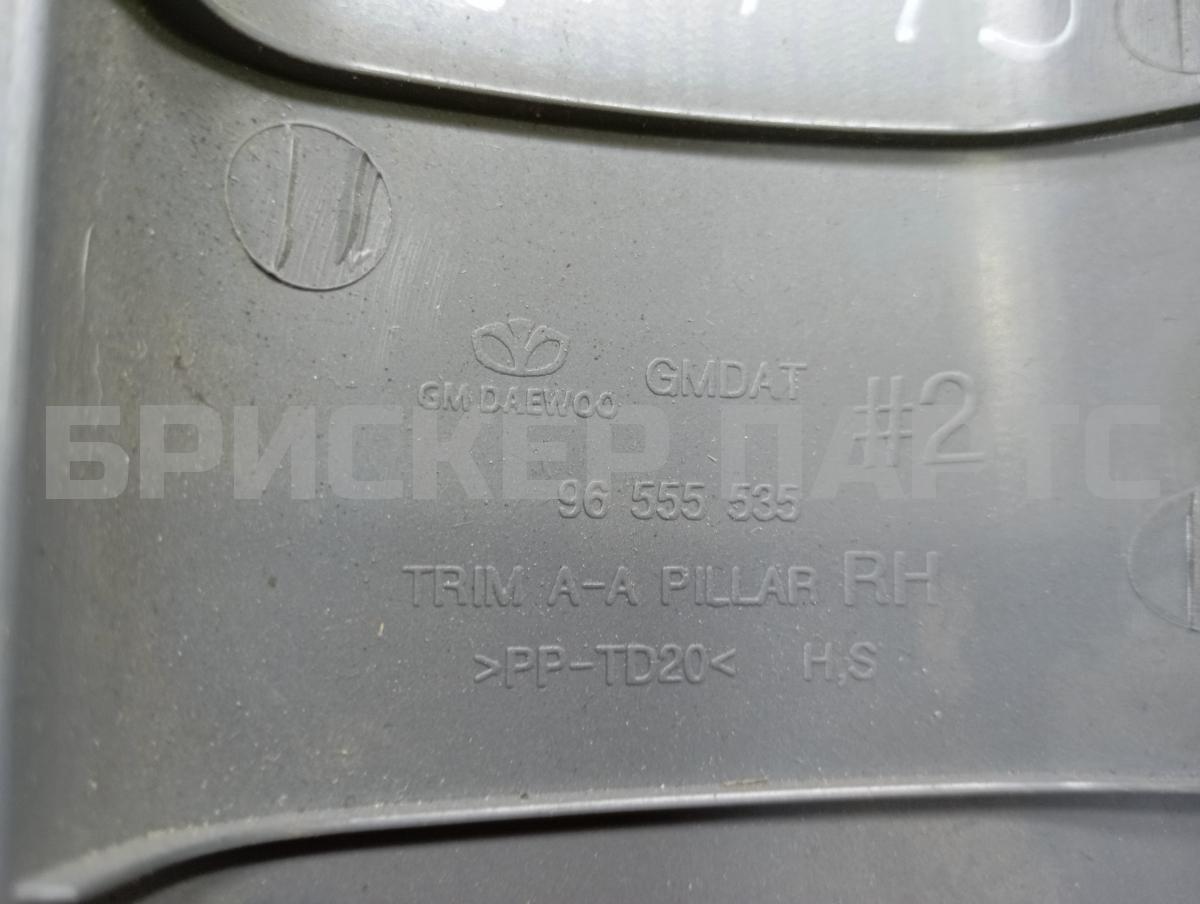 GM DAEWOO GMDAT #2
БРИСКЕР ПАРТС
96 555 535
TRIM A-A PILLAR RH
>PP-TD20< H,S